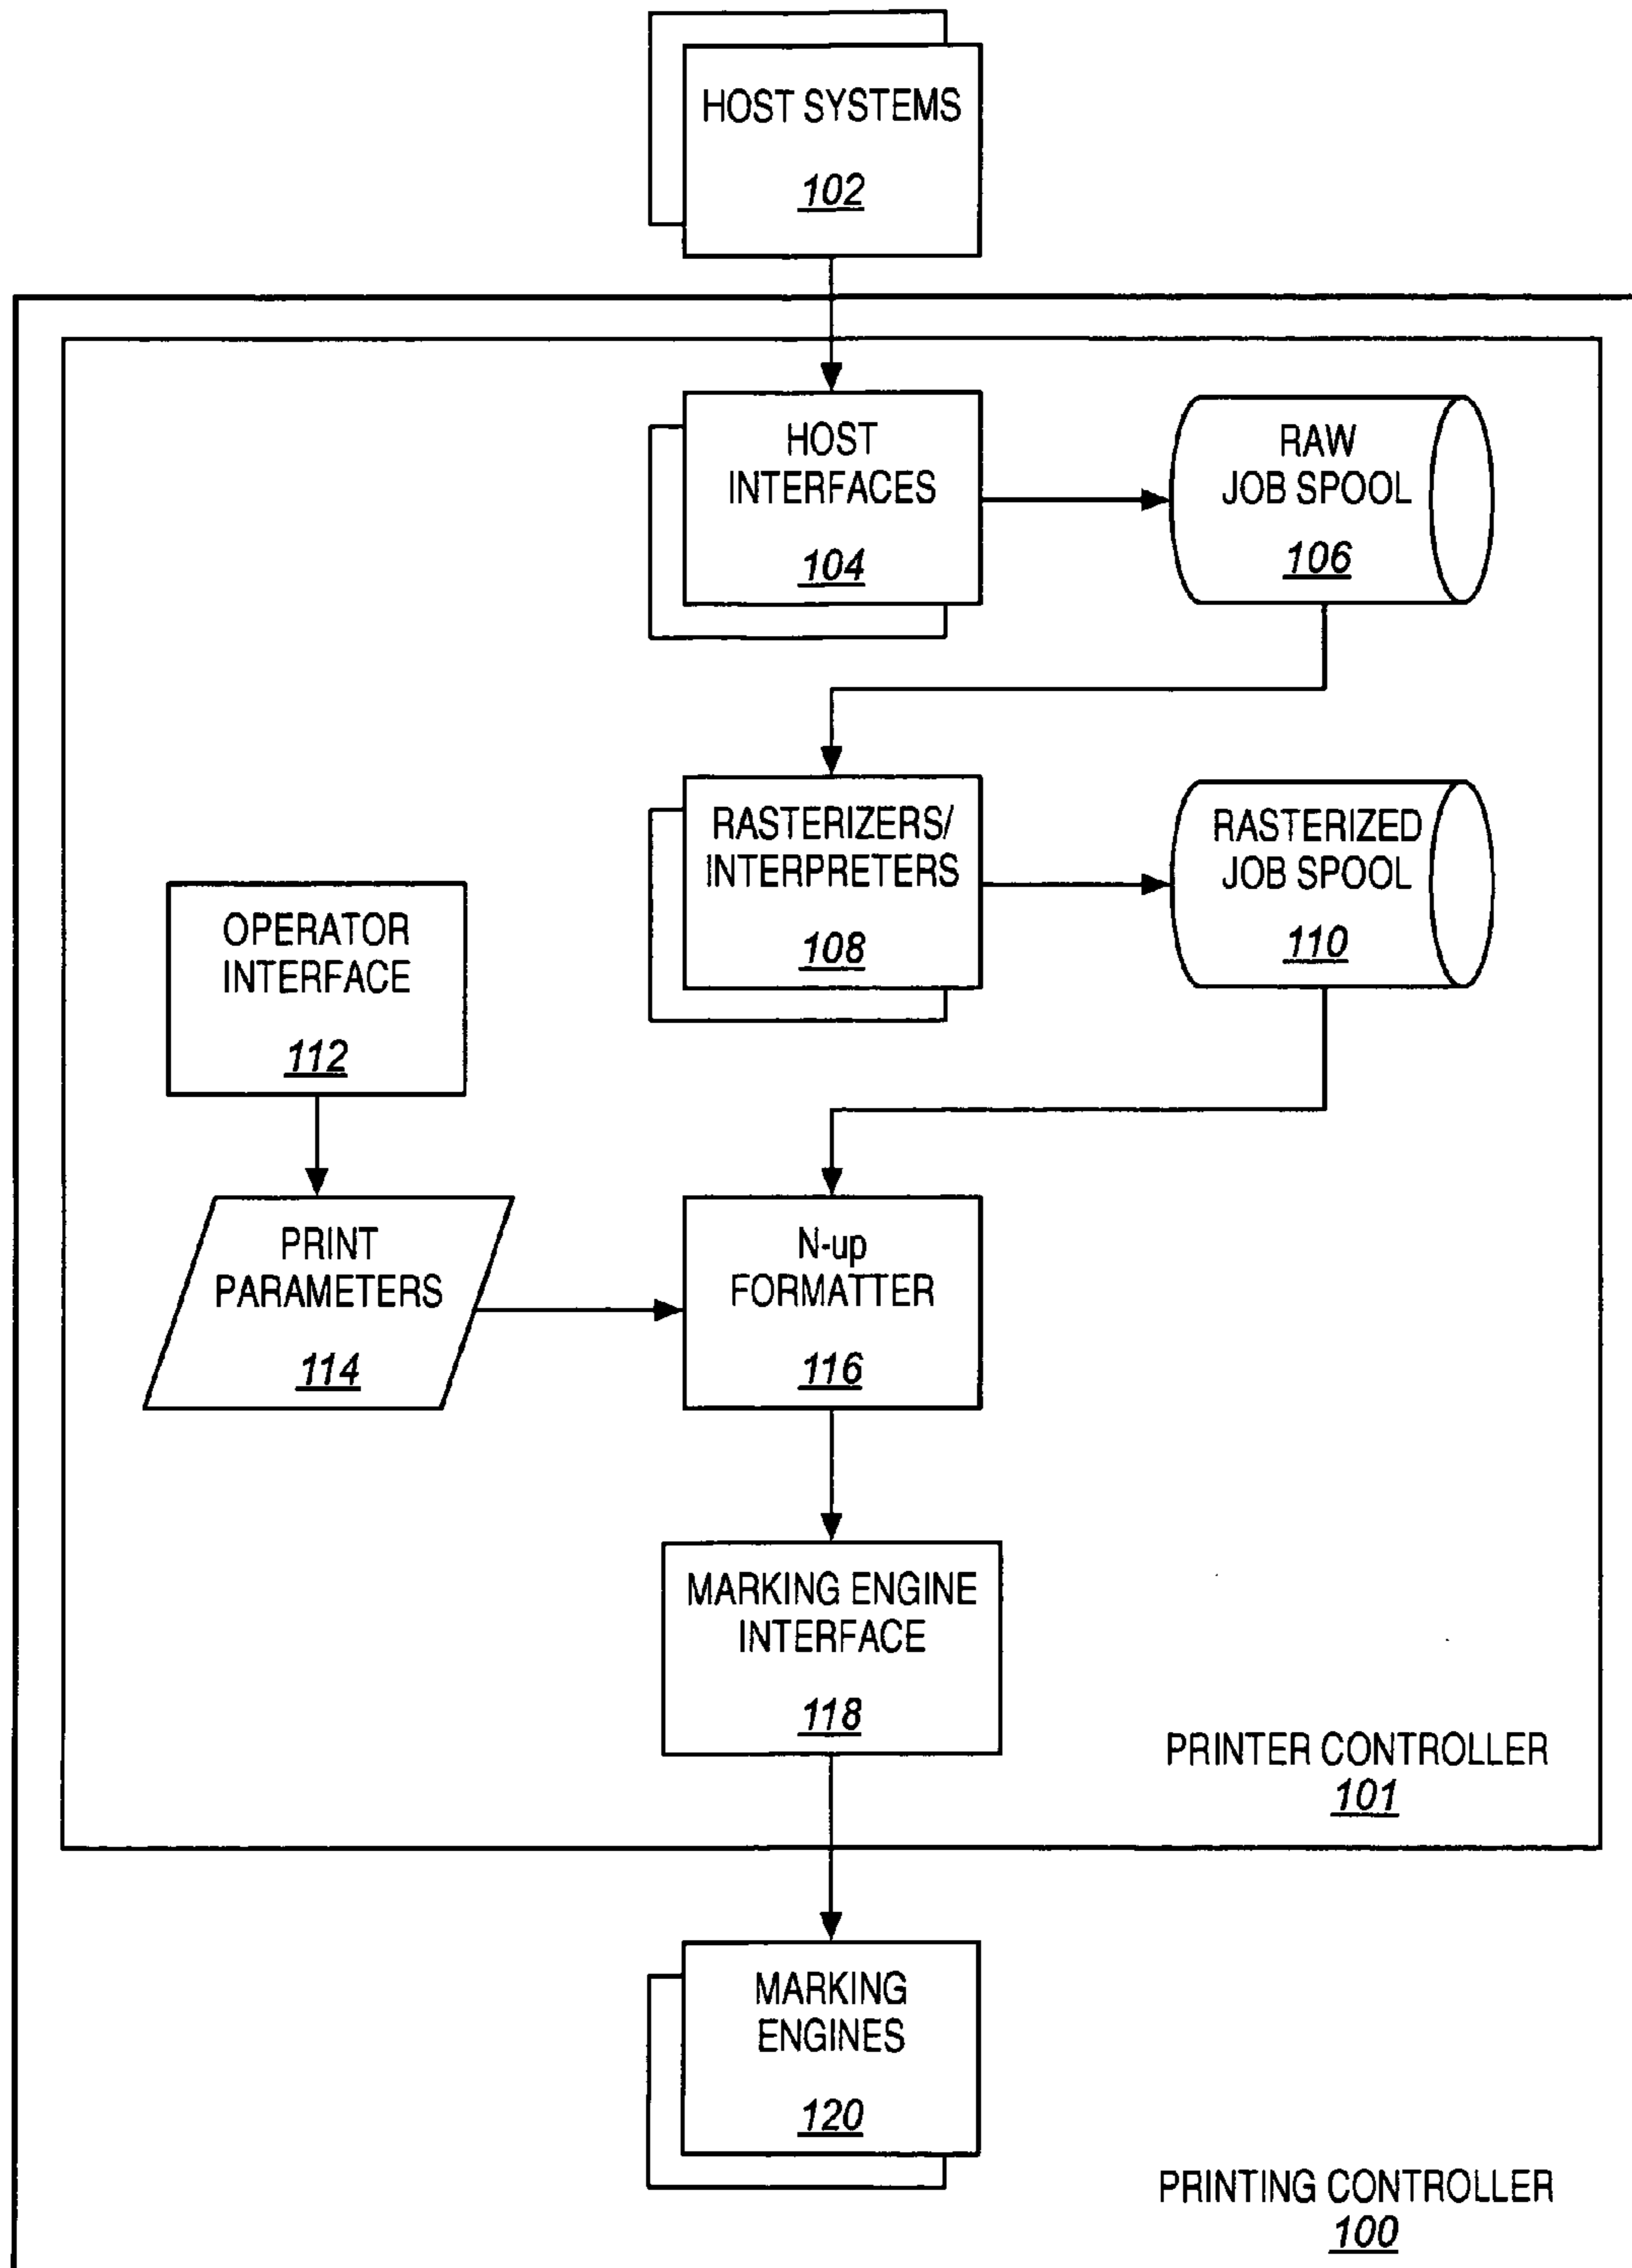 HOST SYSTEMS
102
HOST
INTERFACES
104
RAW
JOB SPOOL
106
RASTERIZERS/
INTERPRETERS
108
RASTERIZED
JOB SPOOL
110
OPERATOR
INTERFACE
112
PRINT
PARAMETERS
114
N-up
FORMATTER
116
MARKING ENGINE
INTERFACE
118
PRINTER CONTROLLER
101
MARKING
ENGINES
120
PRINTING CONTROLLER
100